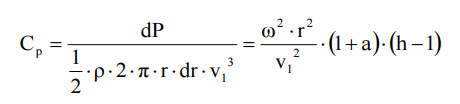 C_p = dP / (1/2 · ρ · 2 · π · r · dr · v_1^3) = (ω^2 · r^2 / v_1^2) · (1 + a) · (h − 1)